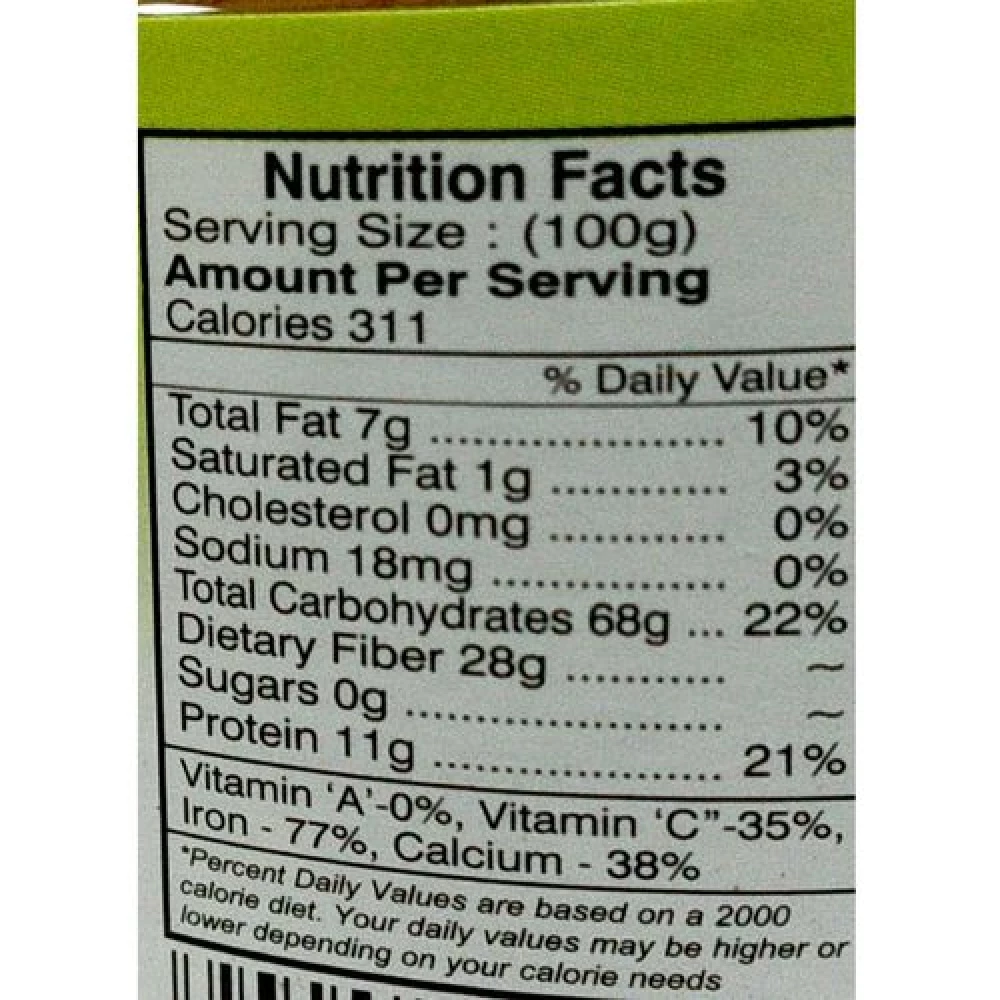 Nutrition Facts
Serving Size : (100g)
Amount Per Serving
Calories 311
% Daily Value*
Total Fat 7g ..................... 10%
Saturated Fat 1g ............ 3%
Cholesterol 0mg ............ 0%
Sodium 18mg ................ 0%
Total Carbohydrates 68g ... 22%
Dietary Fiber 28g ........... ~
Sugars 0g ...................... ~
Protein 11g .................... 21%
Vitamin ‘A’-0%, Vitamin ‘C”-35%,
Iron - 77%, Calcium - 38%
*Percent Daily Values are based on a 2000
calorie diet. Your daily values may be higher or
lower depending on your calorie needs